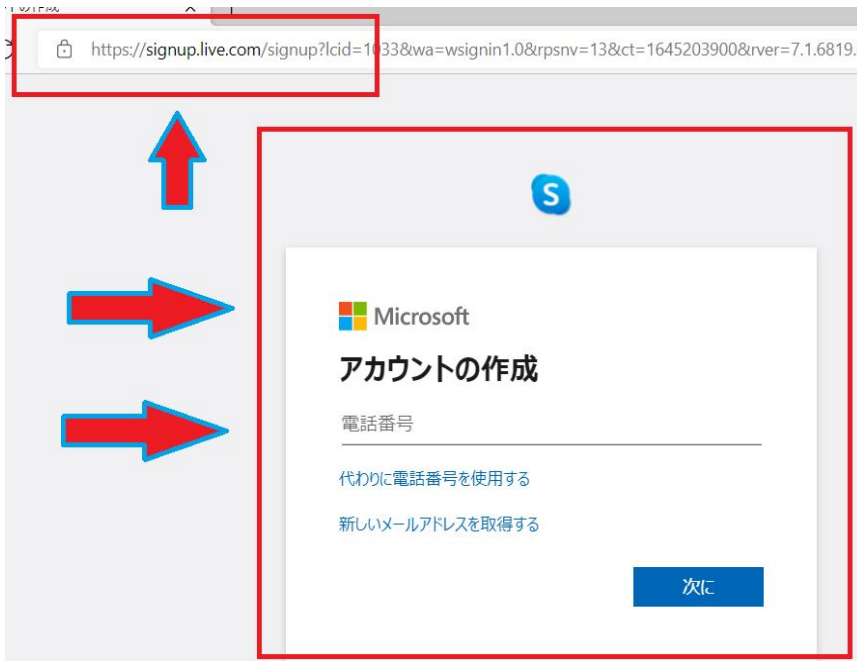 https://signup.live.com/signup?lcid=1033&wa=wsignin1.0&rpsnv=13&ct=1645203900&rver=7.1.6819.
Microsoft
アカウントの作成
電話番号
代わりに電話番号を使用する
新しいメールアドレスを取得する
次に